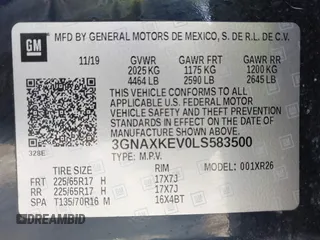 GM
MFD BY GENERAL MOTORS DE MEXICO, S. DE R.L. DE C.V.
11/19 GVWR GAWR FRT GAWR RR
2025 KG 1175 KG 1200 KG
4464 LB 2590 LB 2645 LB
THIS VEHICLE CONFORMS TO ALL APPLICABLE
U.S. FEDERAL MOTOR
VEHICLE SAFETY AND THEFT
PREVENTION STANDARDS IN EFFECT ON THE DATE
OF MANUFACTURE SHOWN ABOVE.
3GNAXKEV0LS583500
328E
TYPE: M.P.V. MODEL: 001XR26
TIRE SIZE RIM
FRT 225/65R17 H 17X7J
RR 225/65R17 H 17X7J
SPA T135/70R16 M 16X4BT
DREAMBID